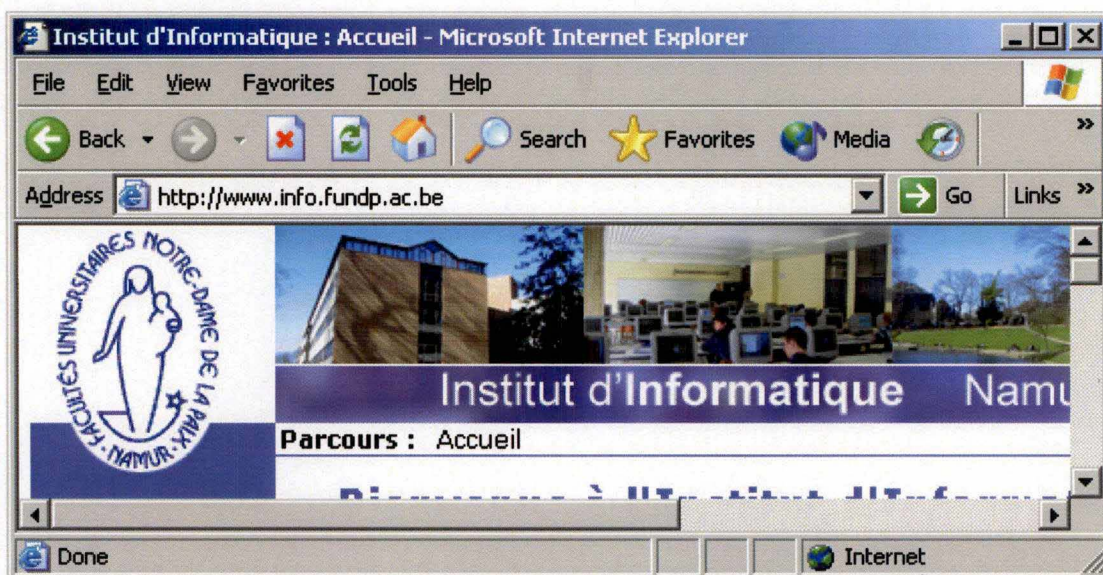 Institut d'Informatique : Accueil - Microsoft Internet Explorer
File Edit View Favorites Tools Help
Back Search Favorites Media »
Address http://www.info.fundp.ac.be Go Links »
FACULTÉS UNIVERSITAIRES NOTRE-DAME DE LA PAIX · NAMUR ·
Institut d'Informatique Namu
Parcours : Accueil
Done Internet